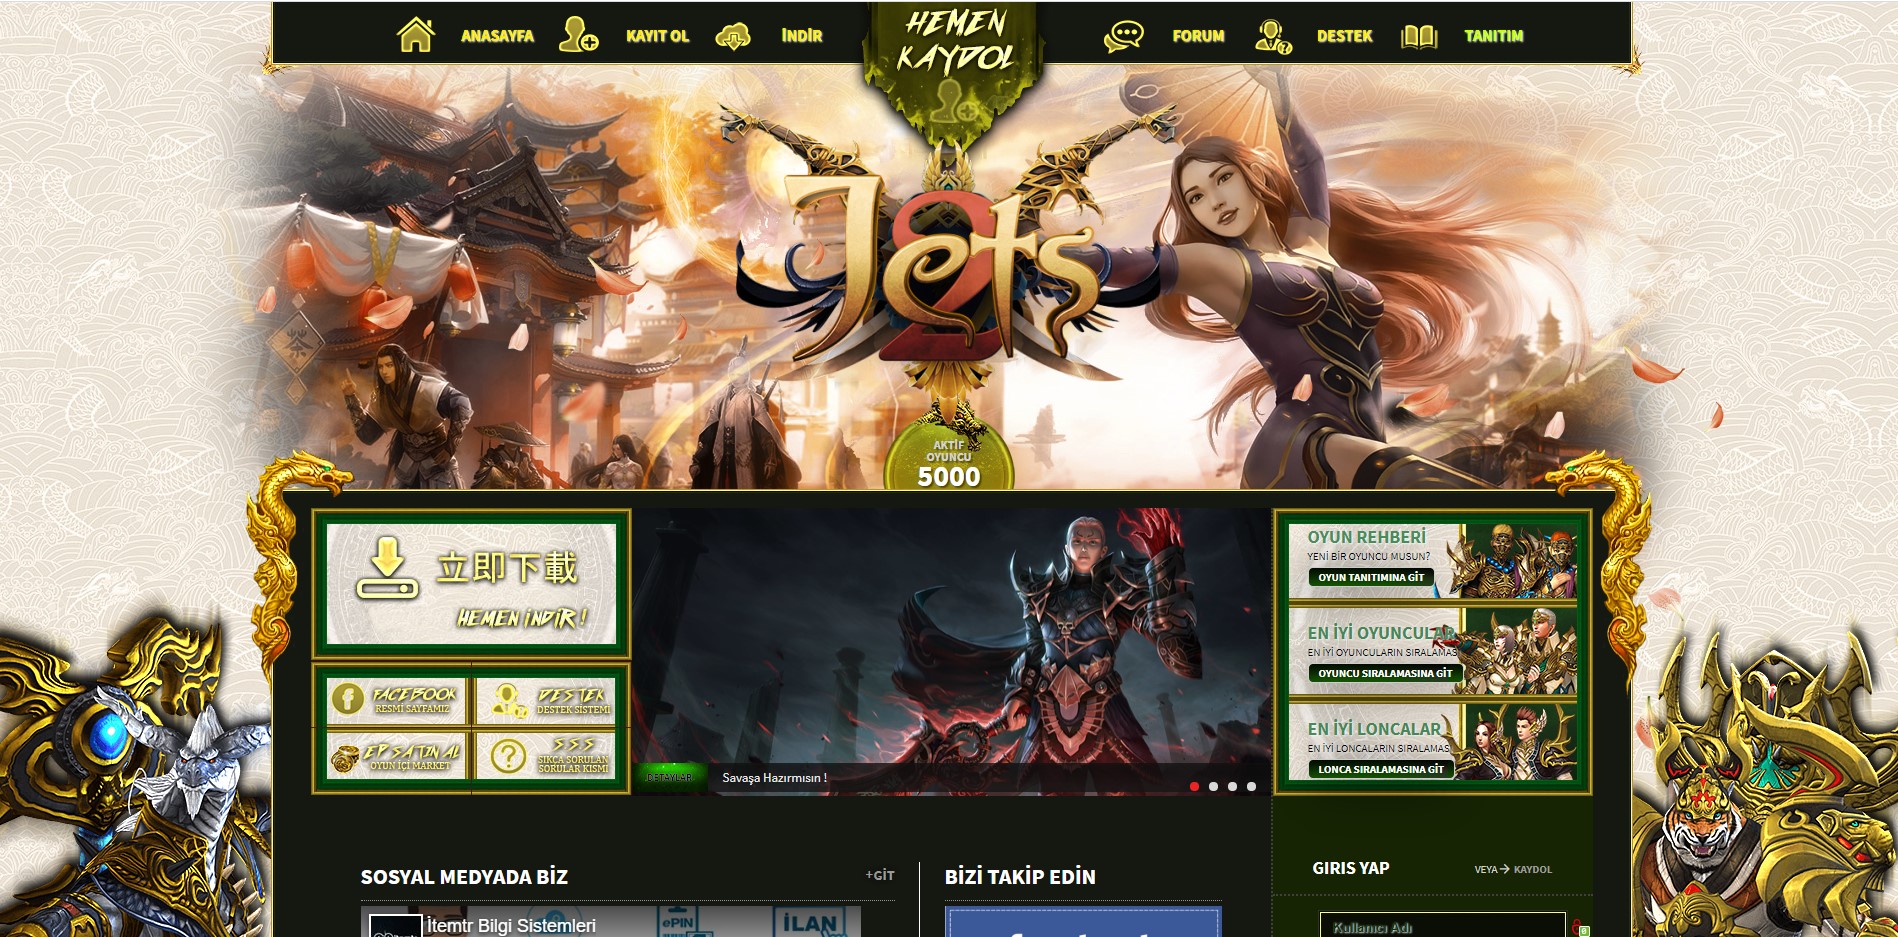 ANASAYFA
KAYIT OL
İNDİR
HEMEN
KAYDOL
FORUM
DESTEK
TANITIM
Jets
2
茶
AKTİF
OYUNCU
5000
立即下載
HEMEN İNDİR!
FACEBOOK
RESMİ SAYFAMIZ
DESTEK
DESTEK SİSTEMİ
EP SATIN AL
OYUN İÇİ MARKET
S S S
SIKÇA SORULAN
SORULAR KISMI
DETAYLAR
Savaşa Hazırmısın !
OYUN REHBERİ
YENİ BİR OYUNCU MUSUN?
OYUN TANITIMINA GİT
EN İYİ OYUNCULAR
EN İYİ OYUNCULARIN SIRALAMAS
OYUNCU SIRALAMASINA GİT
EN İYİ LONCALAR
EN İYİ LONCALARIN SIRALAMAS
LONCA SIRALAMASINA GİT
SOSYAL MEDYADA BİZ
+GİT
BİZİ TAKİP EDİN
GIRIS YAP
VEYA
KAYDOL
İtemtr Bilgi Sistemleri
ePIN
İLAN
Kullanıcı Adı